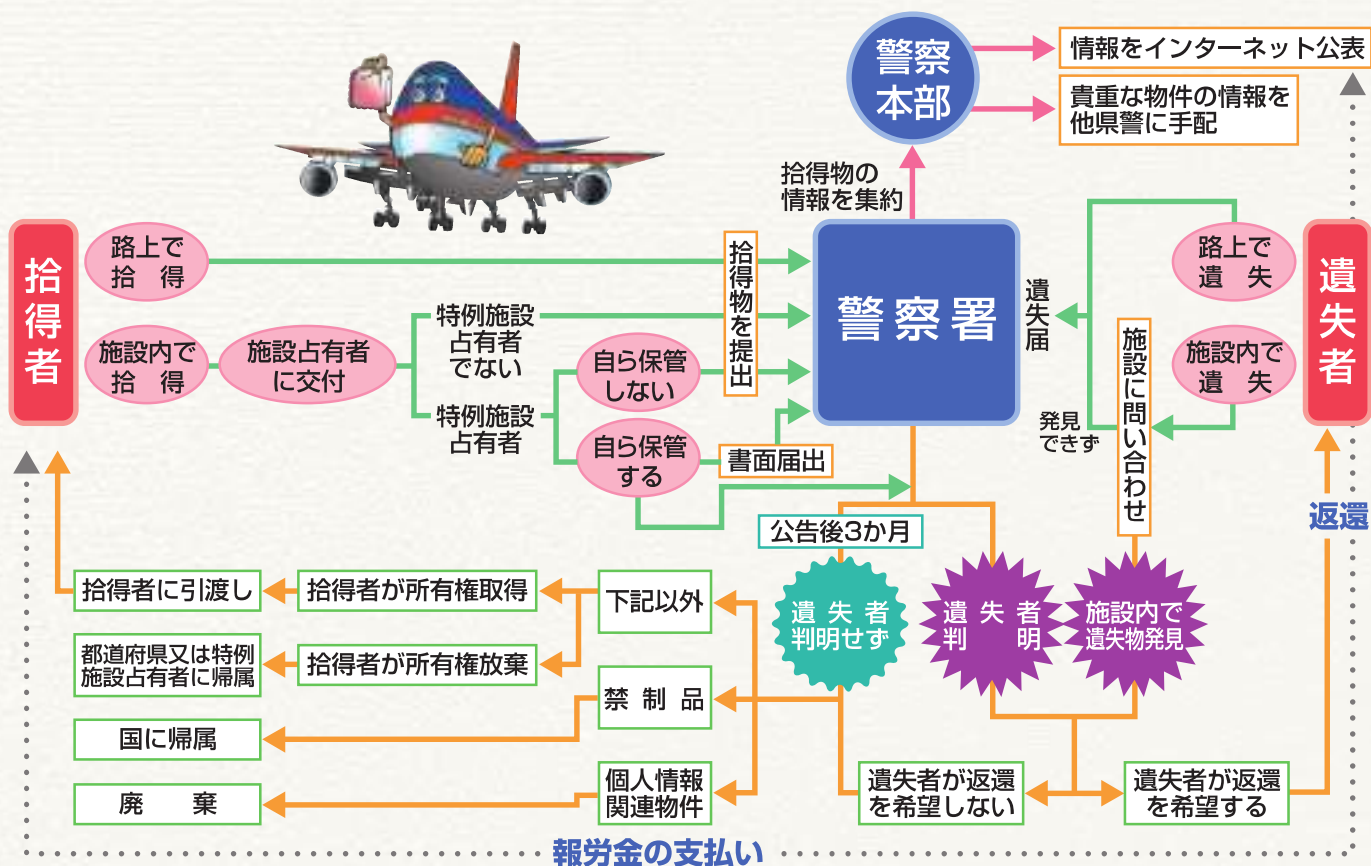 警察
本部
情報をインターネット公表
貴重な物件の情報を
他県警に手配
拾得物の
情報を集約
拾得者
路上で
拾 得
施設内で
拾 得
施設占有者
に交付
特例施設
占有者
でない
特例施設
占有者
自ら保管
しない
自ら保管
する
拾得物を提出
書面届出
警察署
遺失届
発見
できず
施設に問い合わせ
路上で
遺 失
施設内で
遺 失
遺失者
返還
公告後3か月
遺 失 者
判明せず
遺 失 者
判 明
施設内で
遺失物発見
拾得者に引渡し
拾得者が所有権取得
下記以外
都道府県又は特例
施設占有者に帰属
拾得者が所有権放棄
禁 制 品
国に帰属
個人情報
関連物件
廃 棄
遺失者が返還
を希望しない
遺失者が返還
を希望する
報労金の支払い